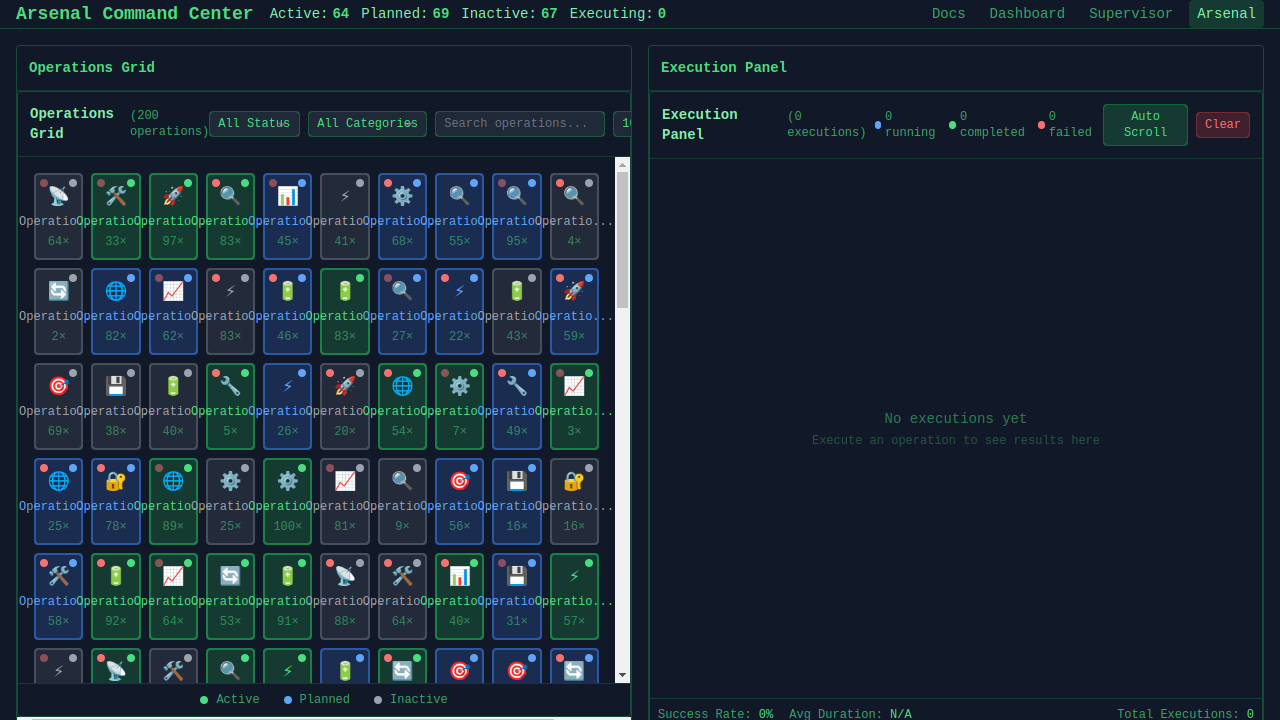 Arsenal Command Center Active: 64 Planned: 69 Inactive: 67 Executing: 0 Docs Dashboard Supervisor Arsenal
Operations Grid
Operations Grid (200 operations) All Status All Categories Search operations...
64× 33× 97× 83× 45× 41× 68× 55× 95× 4×
2× 82× 62× 83× 46× 83× 27× 22× 43× 59×
69× 38× 40× 5× 26× 20× 54× 7× 49× 3×
25× 78× 89× 25× 100× 81× 9× 56× 16× 16×
58× 92× 64× 53× 91× 88× 64× 40× 31× 57×
Active Planned Inactive
Execution Panel
Execution Panel (0 executions) 0 running 0 completed 0 failed Auto Scroll Clear
No executions yet
Execute an operation to see results here
Success Rate: 0% Avg Duration: N/A Total Executions: 0